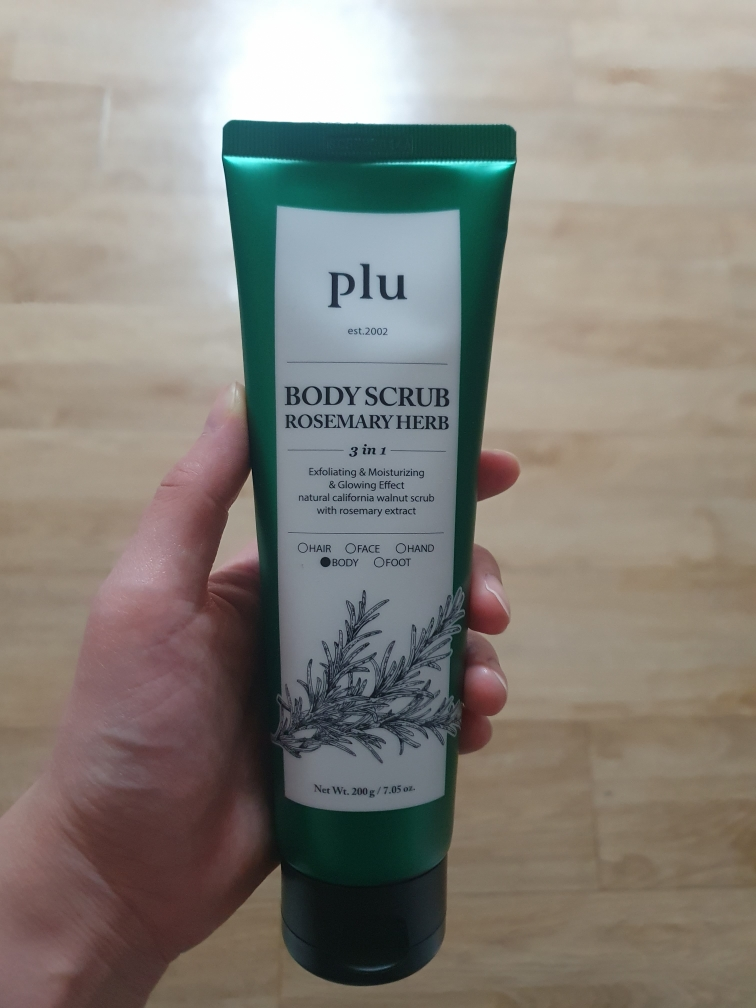 plu
est.2002
BODY SCRUB
ROSEMARY HERB
3 in 1
Exfoliating & Moisturizing
& Glowing Effect
natural california walnut scrub
with rosemary extract
HAIR FACE HAND
BODY FOOT
Net Wt. 200 g / 7.05 oz.